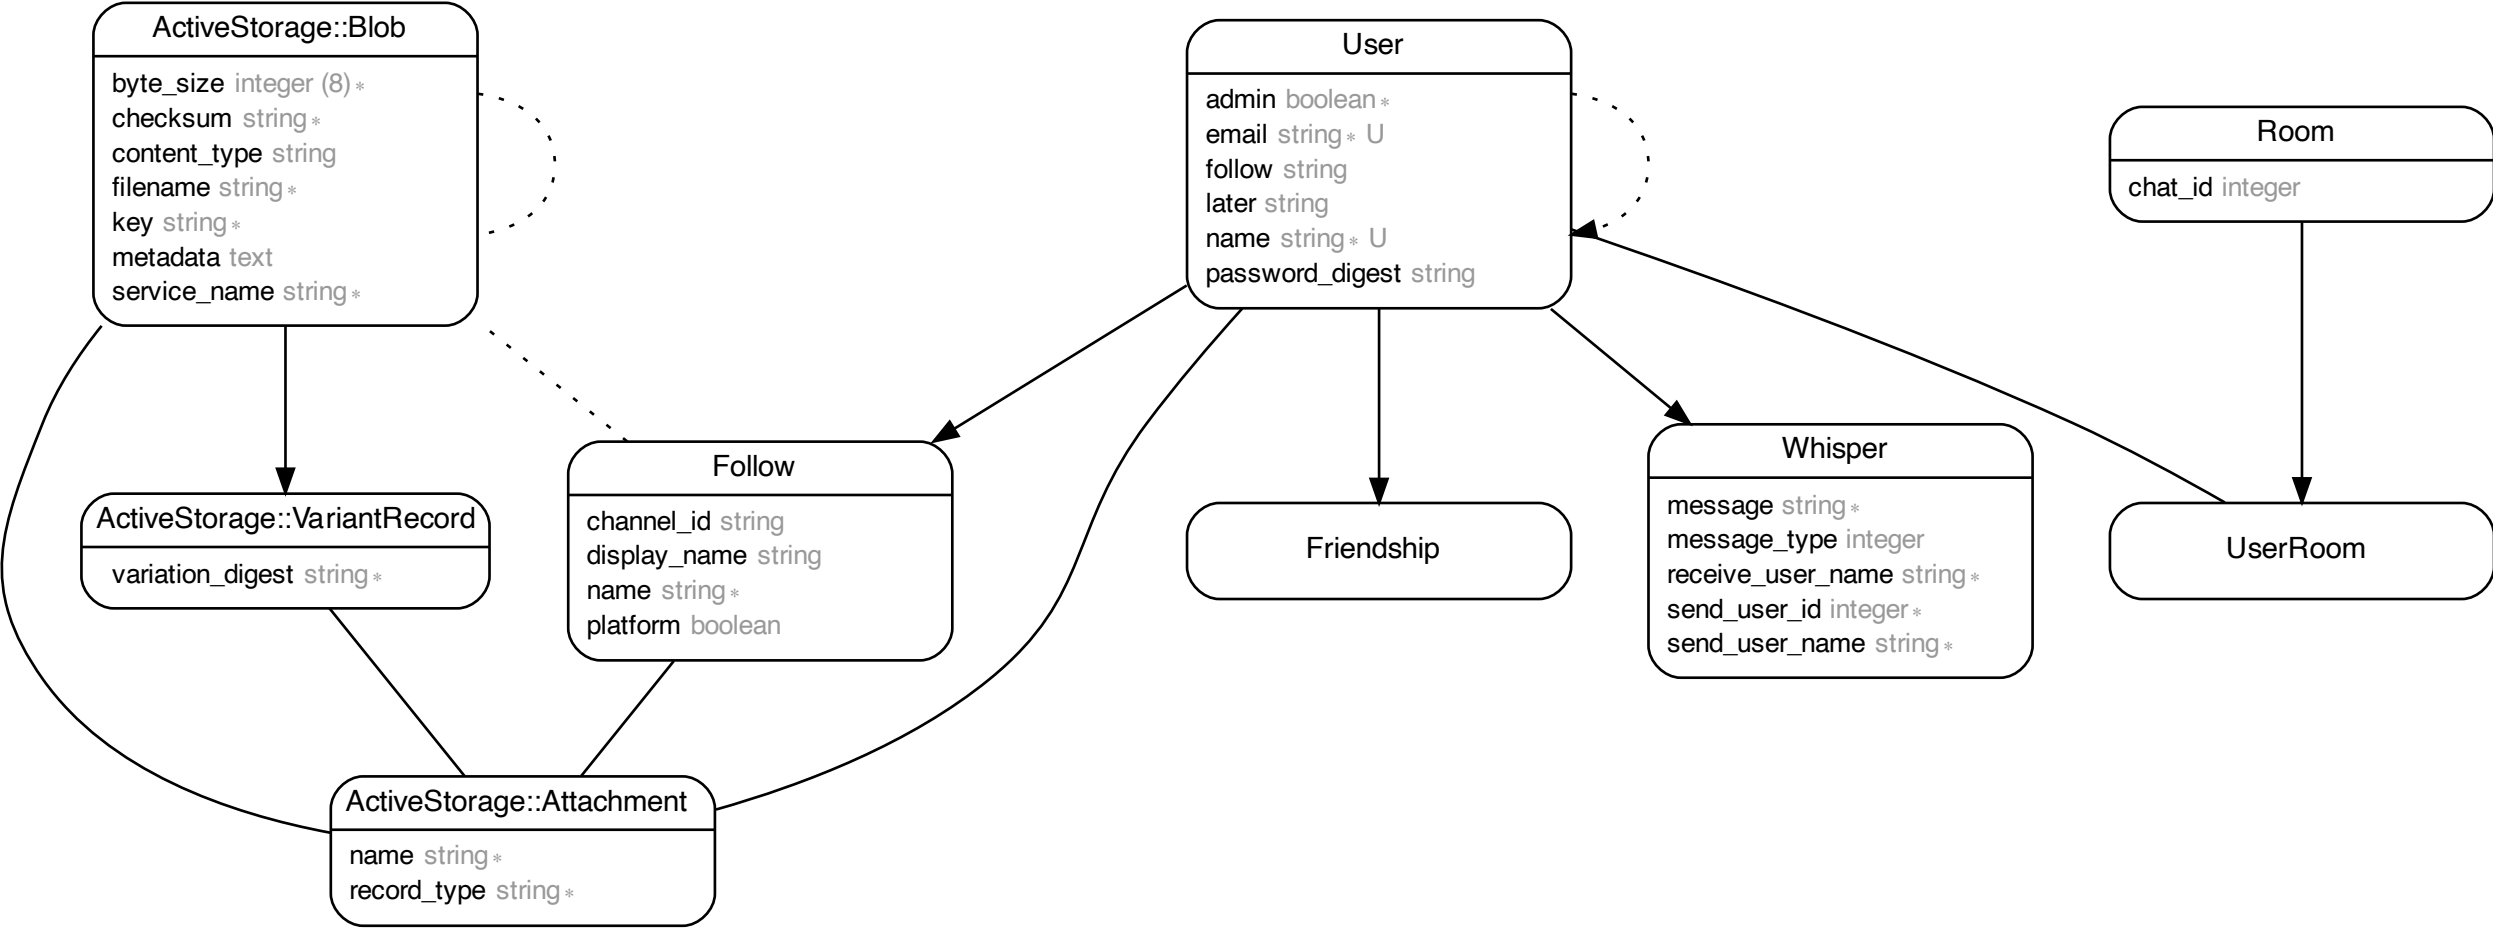 ActiveStorage::Blob
byte_size integer (8) *
checksum string *
content_type string
filename string *
key string *
metadata text
service_name string *
User
admin boolean *
email string * U
follow string
later string
name string * U
password_digest string
Room
chat_id integer
ActiveStorage::VariantRecord
variation_digest string *
Follow
channel_id string
display_name string
name string *
platform boolean
Friendship
Whisper
message string *
message_type integer
receive_user_name string *
send_user_id integer *
send_user_name string *
UserRoom
ActiveStorage::Attachment
name string *
record_type string *